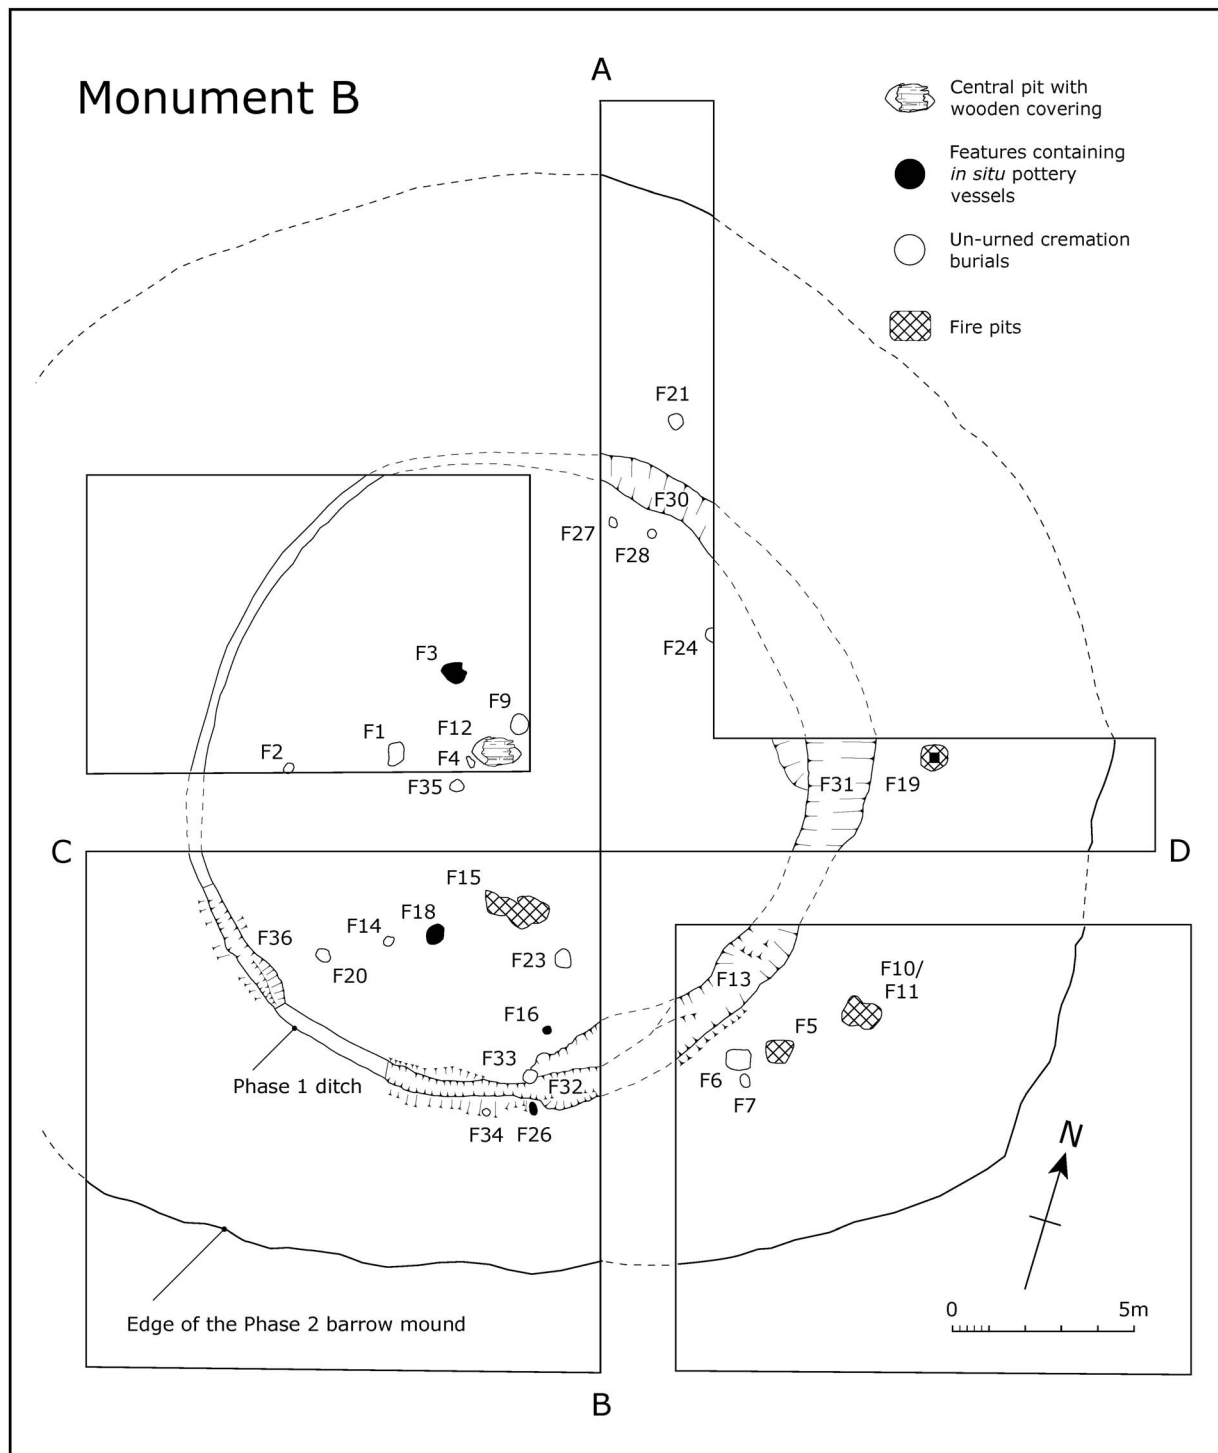 Monument B
A
Central pit with
wooden covering
Features containing
in situ pottery
vessels
Un-urned cremation
burials
Fire pits
F21
F30
F27
F28
F24
F3
F9
F12
F1
F2
F4
F35
F31
F19
C
D
F15
F18
F14
F36
F20
F23
F13
F10/
F11
F16
F5
F33
F6
F32
F7
Phase 1 ditch
F34
F26
N
0
5m
Edge of the Phase 2 barrow mound
B